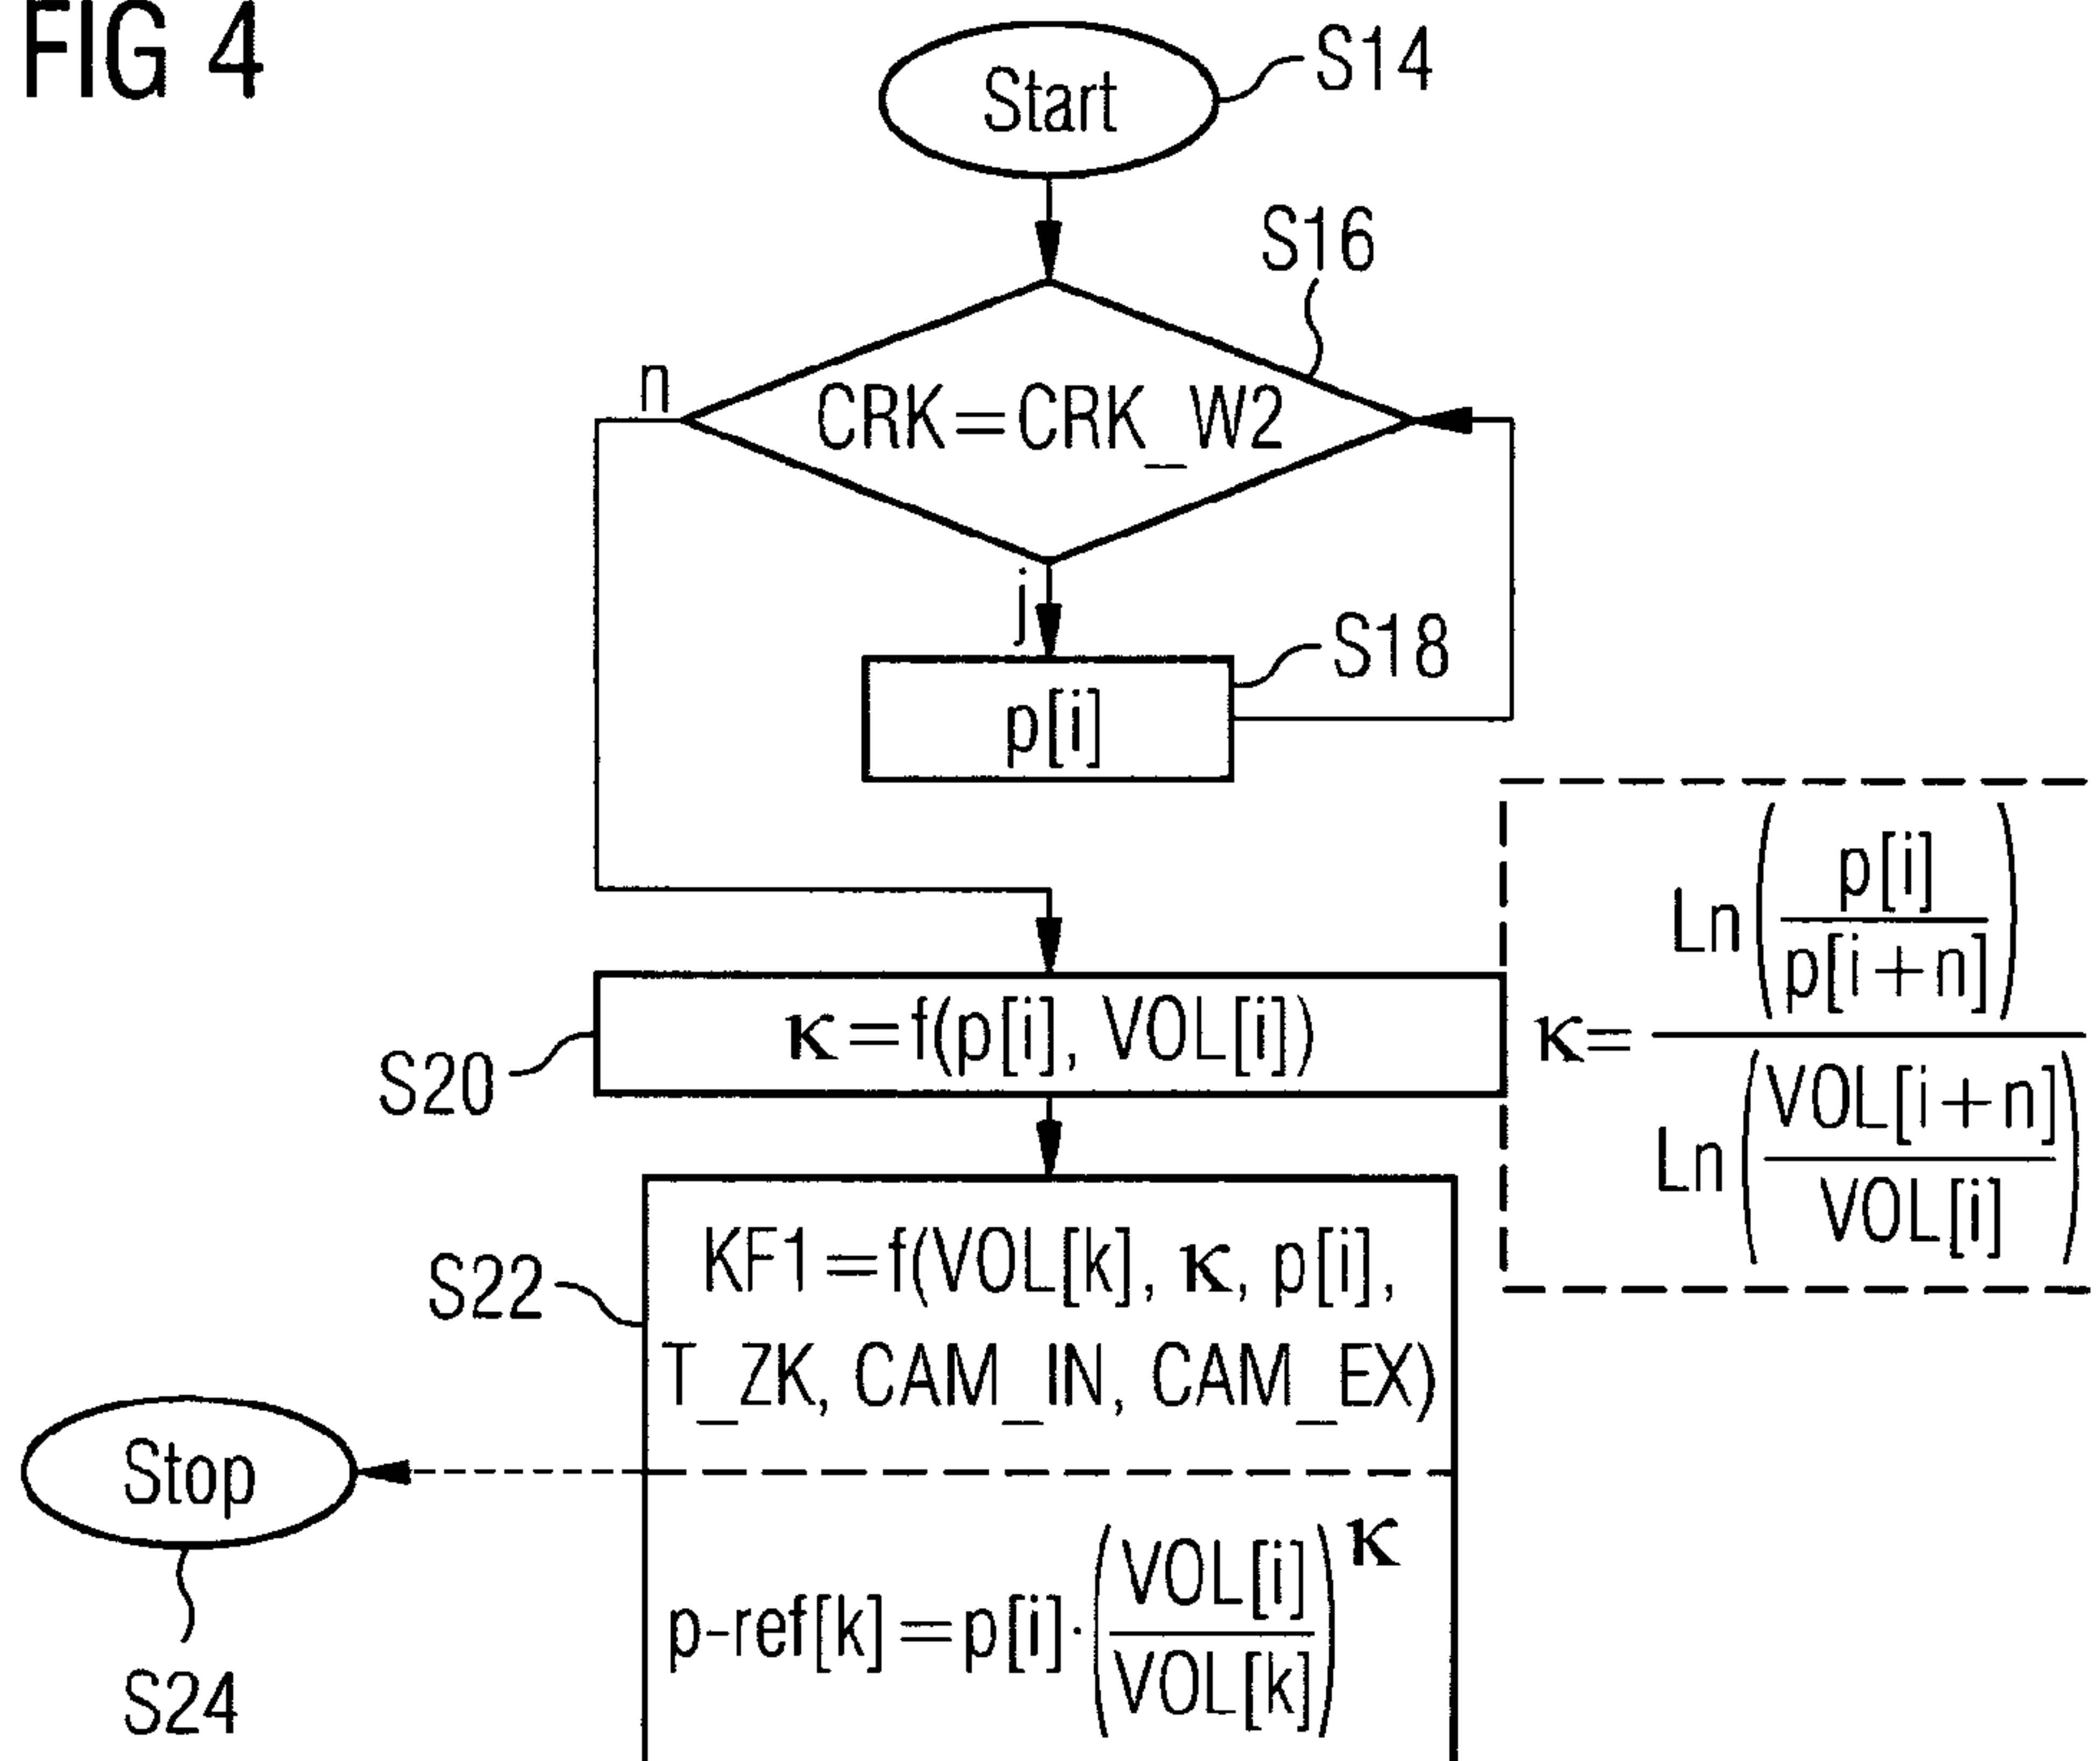 FIG 4
Start
S14
S16
n
CRK=CRK_W2
j
S18
p[i]
κ=f(p[i], VOL[i])
S20
κ= Ln(p[i]/p[i+n]) / Ln(VOL[i+n]/VOL[i])
S22
KF1=f(VOL[k], κ, p[i],
T_ZK, CAM_IN, CAM_EX)
Stop
p-ref[k]=p[i]·(VOL[i]/VOL[k])^κ
S24